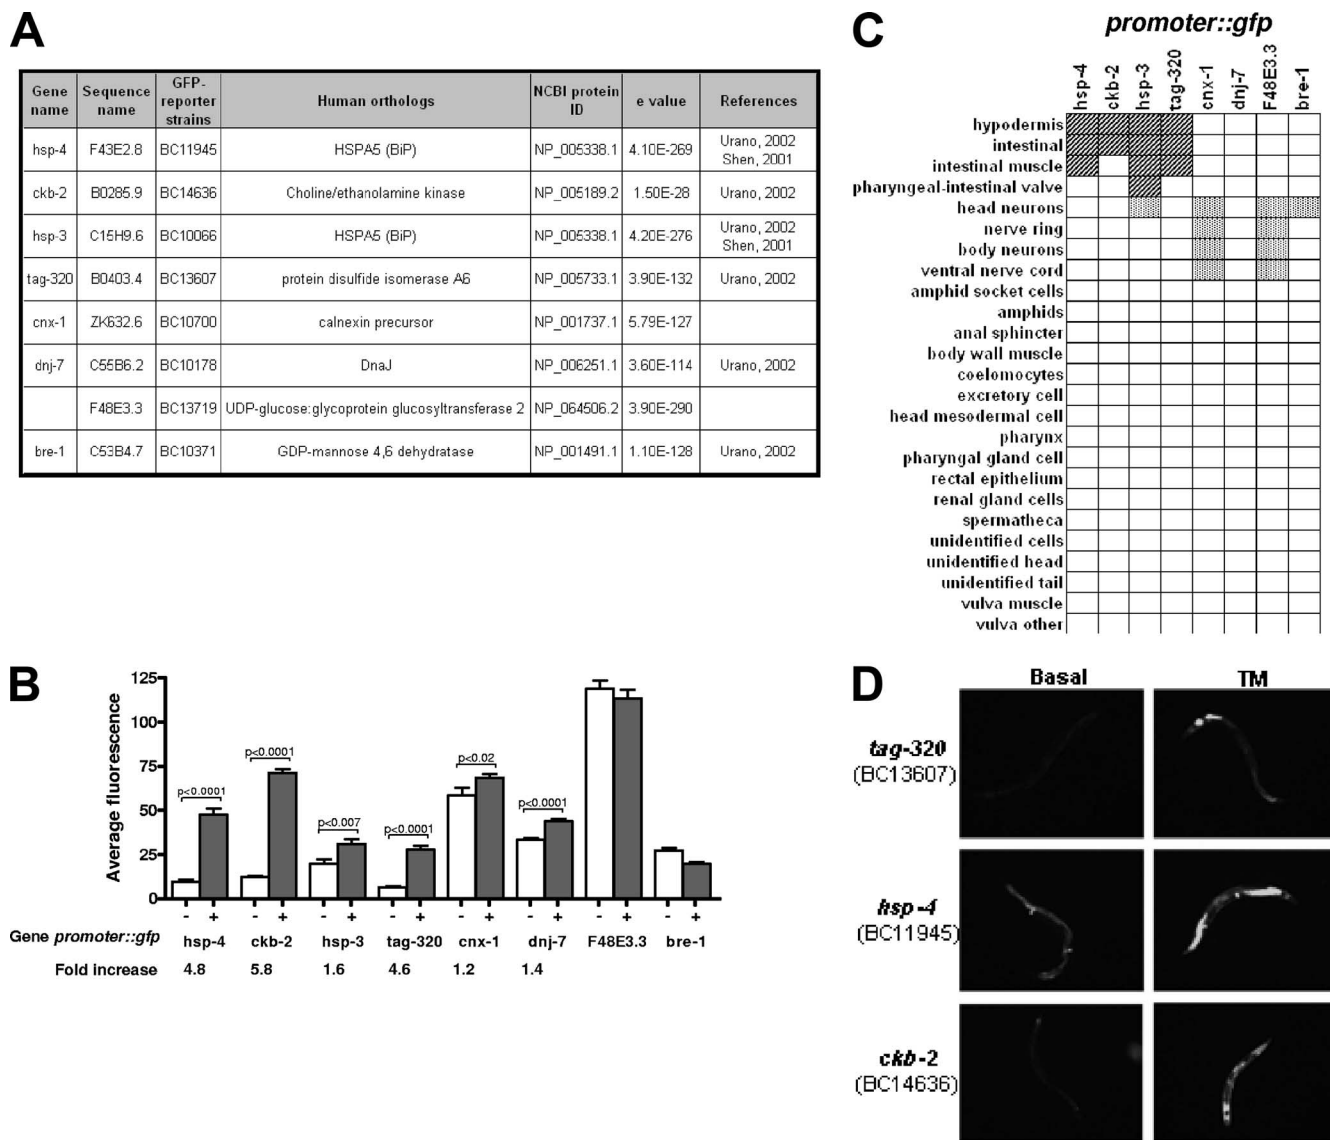 A
Gene name Sequence name GFP-reporter strains Human orthologs NCBI protein ID e value References
hsp-4 F43E2.8 BC11945 HSPA5 (BiP) NP_005338.1 4.10E-269 Urano, 2002 Shen, 2001
ckb-2 B0285.9 BC14636 Choline/ethanolamine kinase NP_005189.2 1.50E-28 Urano, 2002
hsp-3 C15H9.6 BC10066 HSPA5 (BiP) NP_005338.1 4.20E-276 Urano, 2002 Shen, 2001
tag-320 B0403.4 BC13607 protein disulfide isomerase A6 NP_005733.1 3.90E-132 Urano, 2002
cnx-1 ZK632.6 BC10700 calnexin precursor NP_001737.1 5.79E-127
dnj-7 C55B6.2 BC10178 DnaJ NP_006251.1 3.60E-114 Urano, 2002
F48E3.3 BC13719 UDP-glucose:glycoprotein glucosyltransferase 2 NP_064506.2 3.90E-290
bre-1 C53B4.7 BC10371 GDP-mannose 4,6 dehydratase NP_001491.1 1.10E-128 Urano, 2002
B
Average fluorescence
125
100
75
50
25
0
p<0.0001
p<0.0001
p<0.007
p<0.0001
p<0.02
p<0.0001
- + - + - + - + - + - + - + - +
Gene promoter::gfp hsp-4 ckb-2 hsp-3 tag-320 cnx-1 dnj-7 F48E3.3 bre-1
Fold increase 4.8 5.8 1.6 4.6 1.2 1.4
C
promoter::gfp
hsp-4 ckb-2 hsp-3 tag-320 cnx-1 dnj-7 F48E3.3 bre-1
hypodermis
intestinal
intestinal muscle
pharyngeal-intestinal valve
head neurons
nerve ring
body neurons
ventral nerve cord
amphid socket cells
amphids
anal sphincter
body wall muscle
coelomocytes
excretory cell
head mesodermal cell
pharynx
pharyngal gland cell
rectal epithelium
renal gland cells
spermatheca
unidentified cells
unidentified head
unidentified tail
vulva muscle
vulva other
D
Basal TM
tag-320
(BC13607)
hsp-4
(BC11945)
ckb-2
(BC14636)